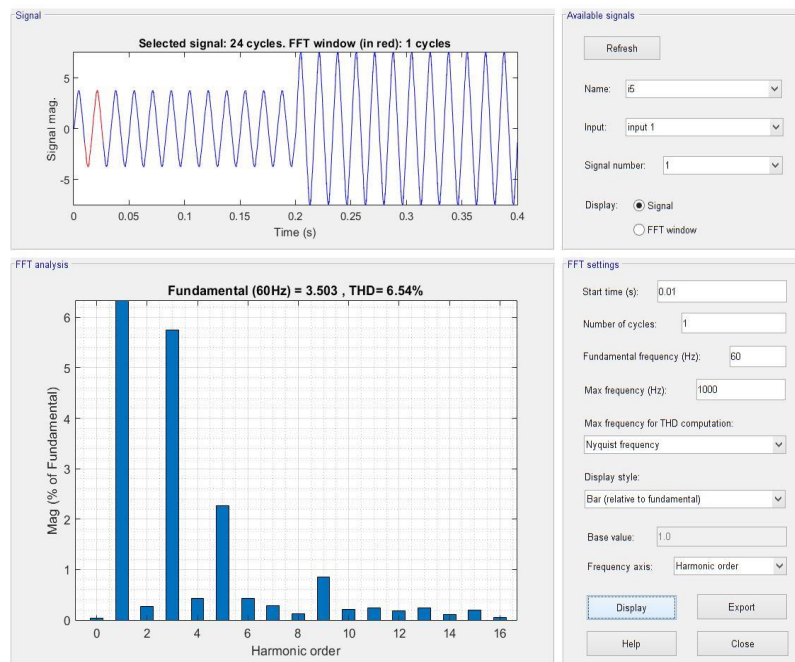 Signal
Selected signal: 24 cycles. FFT window (in red): 1 cycles
5
0
-5
Signal mag.
0 0.05 0.1 0.15 0.2 0.25 0.3 0.35 0.4
Time (s)
Available signals
Refresh
Name: i5
Input: input 1
Signal number: 1
Display: Signal
FFT window
FFT analysis
Fundamental (60Hz) = 3.503 , THD= 6.54%
6
5
4
3
2
1
0
Mag (% of Fundamental)
0 2 4 6 8 10 12 14 16
Harmonic order
FFT settings
Start time (s): 0.01
Number of cycles: 1
Fundamental frequency (Hz): 60
Max frequency (Hz): 1000
Max frequency for THD computation:
Nyquist frequency
Display style:
Bar (relative to fundamental)
Base value: 1.0
Frequency axis: Harmonic order
Display Export
Help Close